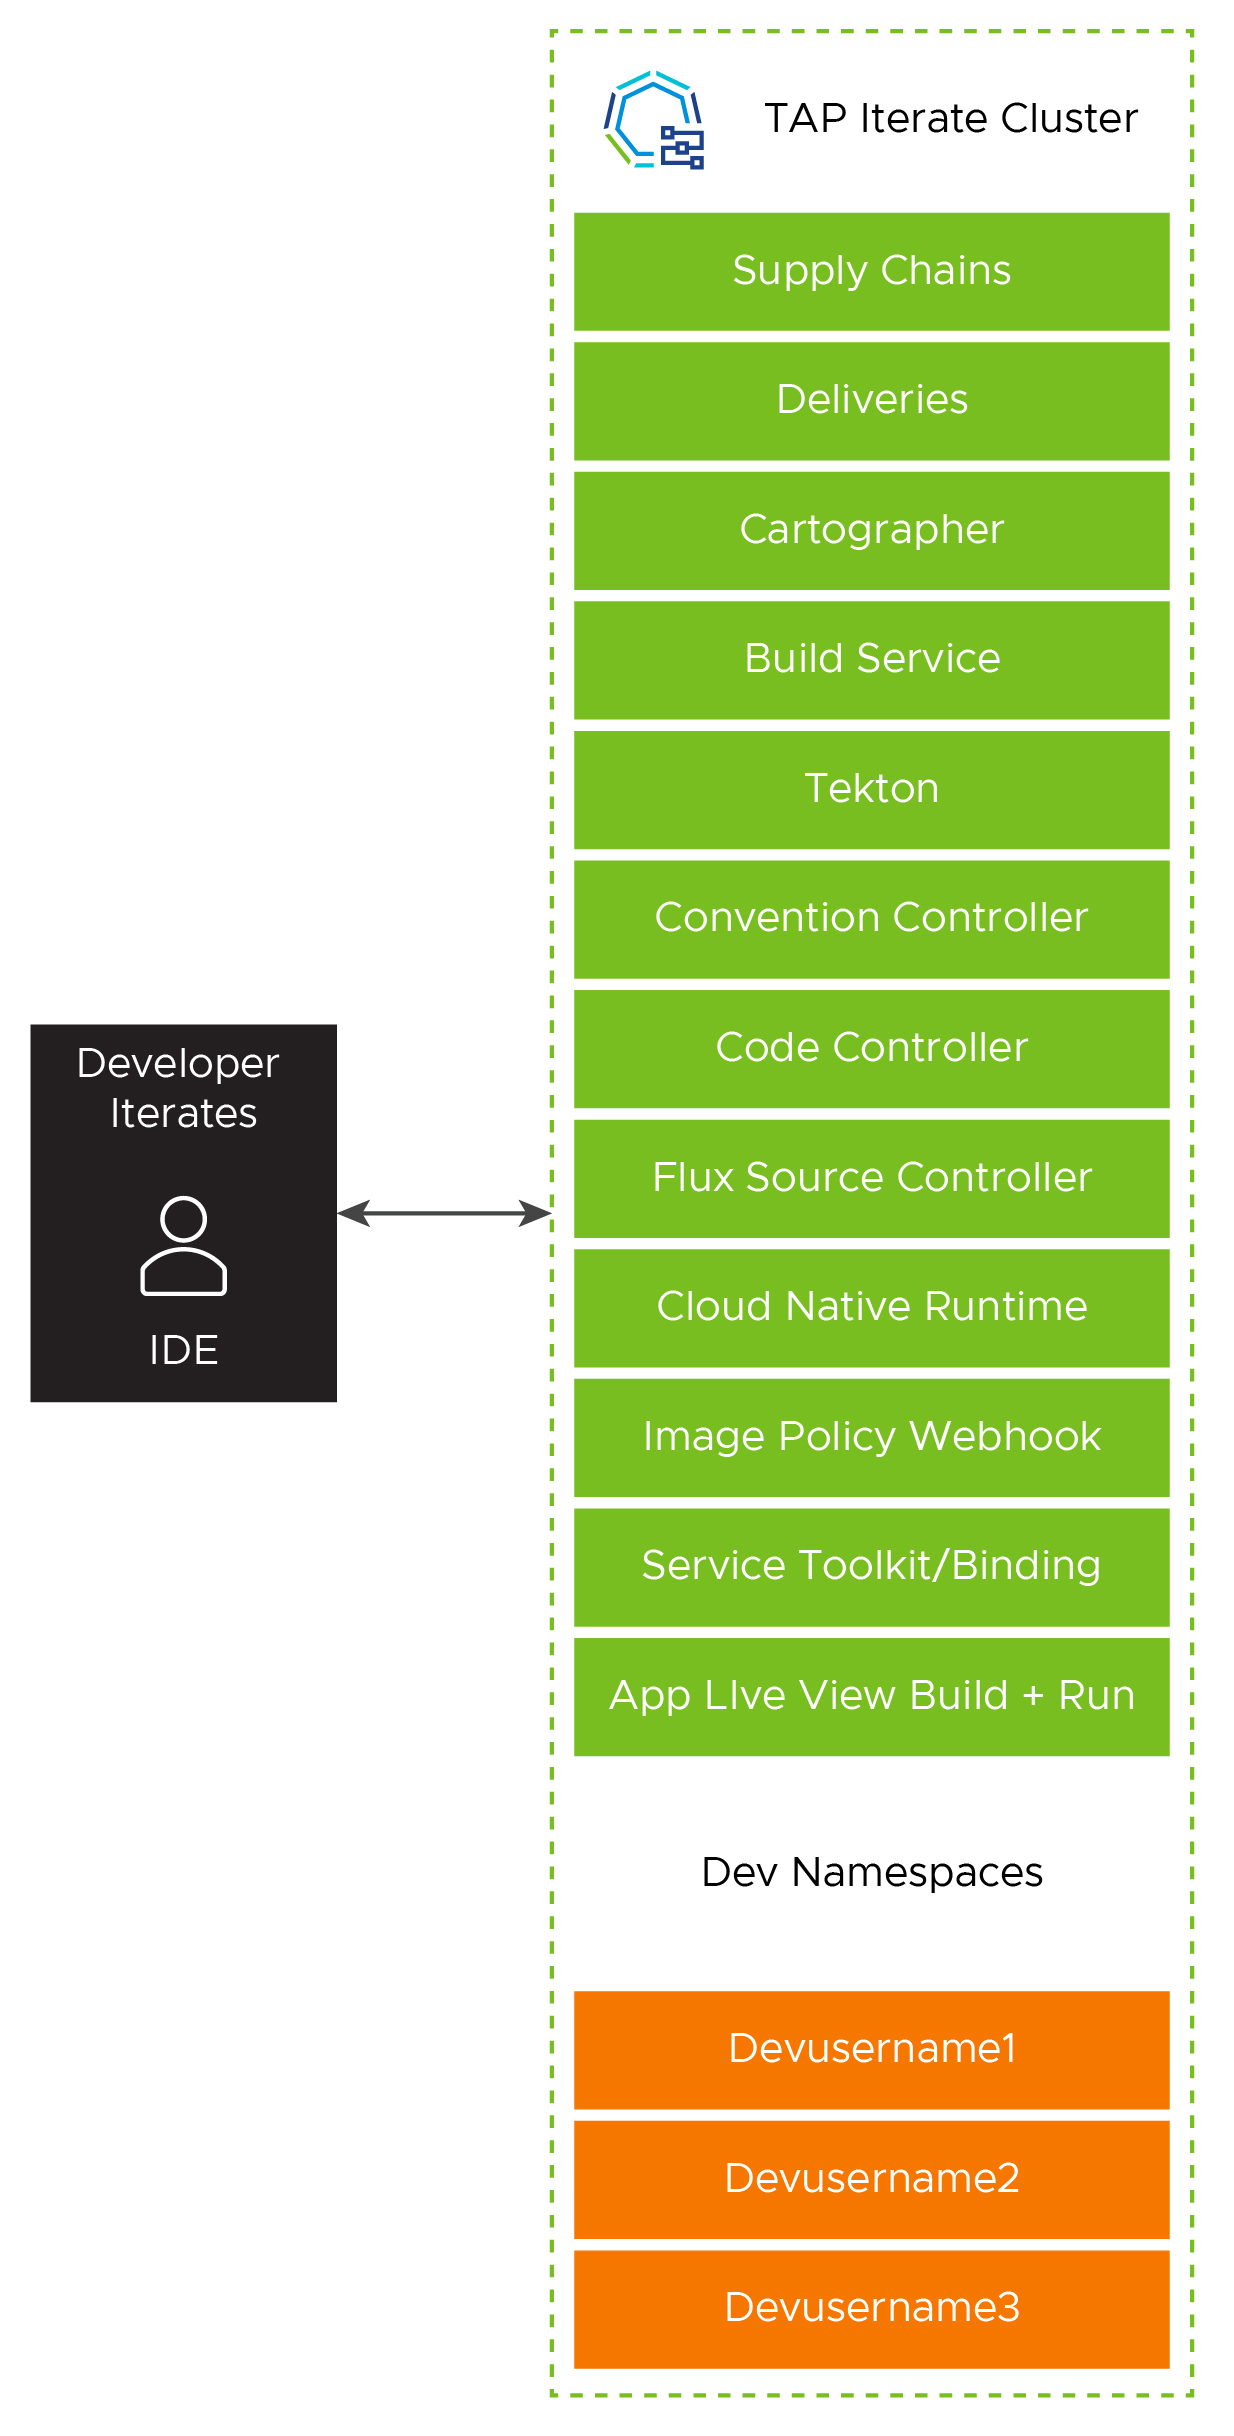 TAP Iterate Cluster
Supply Chains
Deliveries
Cartographer
Build Service
Tekton
Convention Controller
Code Controller
Flux Source Controller
Cloud Native Runtime
Image Policy Webhook
Service Toolkit/Binding
App LIve View Build + Run
Dev Namespaces
Devusername1
Devusername2
Devusername3
Developer
Iterates
IDE